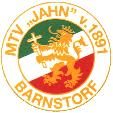 MTV „JAHN” v. 1891
BARNSTORF